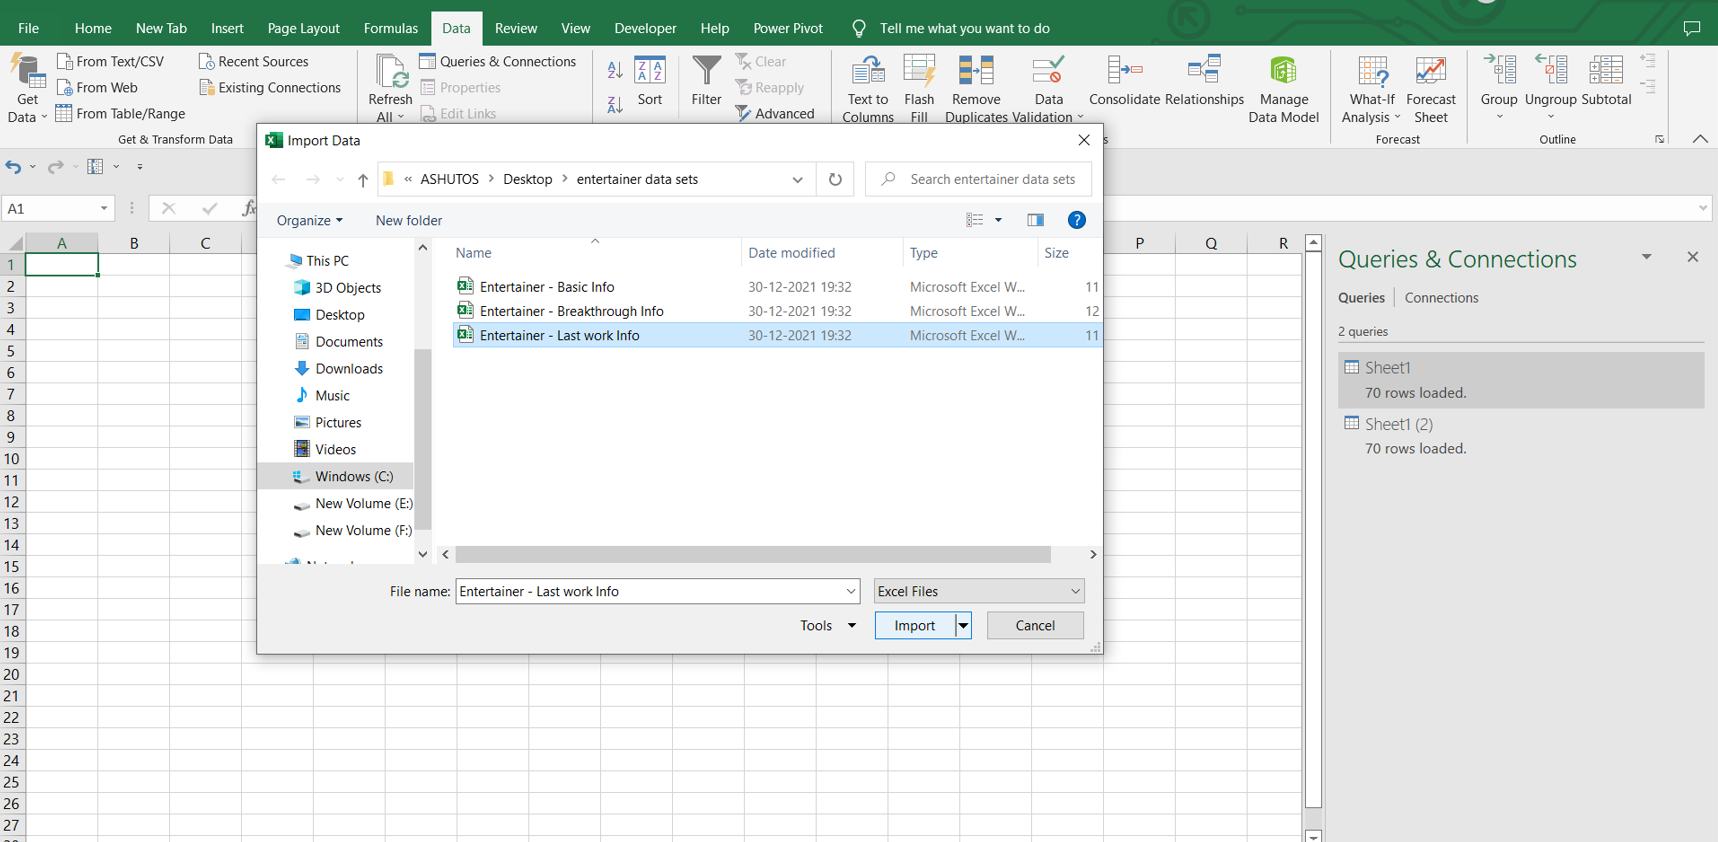 File Home New Tab Insert Page Layout Formulas Data Review View Developer Help Power Pivot Tell me what you want to do
From Text/CSV
From Web
From Table/Range
Get
Data
Recent Sources
Existing Connections
Get & Transform Data
Refresh
All
Queries & Connections
Properties
Edit Links
Sort
Filter
Clear
Reapply
Advanced
Text to
Columns
Flash
Fill
Remove
Duplicates
Data
Validation
Consolidate
Relationships
Manage
Data Model
What-If
Analysis
Forecast
Sheet
Forecast
Group
Ungroup
Subtotal
Outline
A1
fx
A B C P Q R
1
2
3
4
5
6
7
8
9
10
11
12
13
14
15
16
17
18
19
20
21
22
23
24
25
26
27
Import Data
« ASHUTOS > Desktop > entertainer data sets
Search entertainer data sets
Organize New folder
This PC
3D Objects
Desktop
Documents
Downloads
Music
Pictures
Videos
Windows (C:)
New Volume (E:)
New Volume (F:)
Name Date modified Type Size
Entertainer - Basic Info 30-12-2021 19:32 Microsoft Excel W... 11
Entertainer - Breakthrough Info 30-12-2021 19:32 Microsoft Excel W... 12
Entertainer - Last work Info 30-12-2021 19:32 Microsoft Excel W... 11
File name: Entertainer - Last work Info Excel Files
Tools Import Cancel
Queries & Connections
Queries Connections
2 queries
Sheet1
70 rows loaded.
Sheet1 (2)
70 rows loaded.